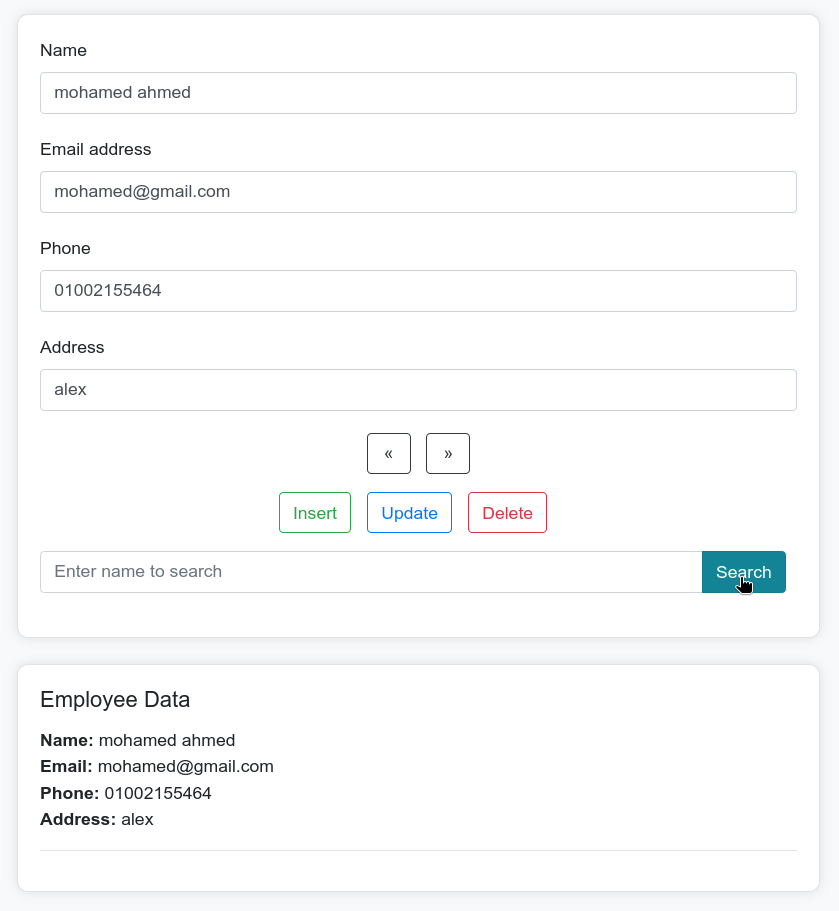 Name
mohamed ahmed
Email address
mohamed@gmail.com
Phone
01002155464
Address
alex
« »
Insert Update Delete
Enter name to search Search
Employee Data
Name: mohamed ahmed
Email: mohamed@gmail.com
Phone: 01002155464
Address: alex